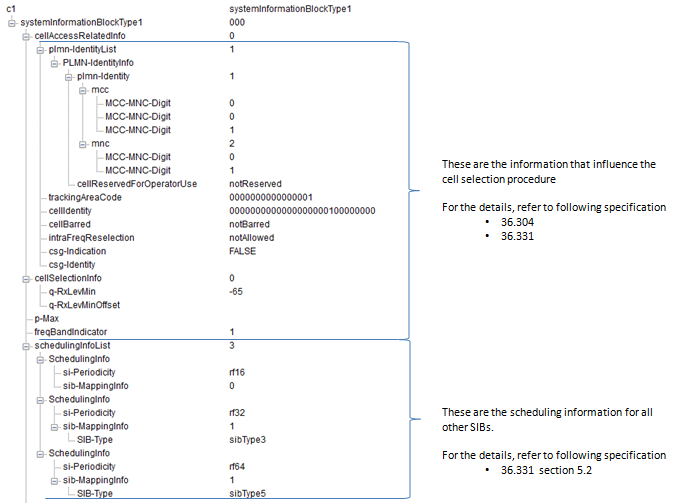 c1 systemInformationBlockType1
systemInformationBlockType1 000
cellAccessRelatedInfo 0
plmn-IdentityList 1
PLMN-IdentityInfo
plmn-Identity 1
mcc
MCC-MNC-Digit 0
MCC-MNC-Digit 0
MCC-MNC-Digit 1
mnc 2
MCC-MNC-Digit 0
MCC-MNC-Digit 1
cellReservedForOperatorUse notReserved
trackingAreaCode 0000000000000001
cellIdentity 0000000000000000000100000000
cellBarred notBarred
intraFreqReselection notAllowed
csg-Indication FALSE
csg-Identity
cellSelectionInfo 0
q-RxLevMin -65
q-RxLevMinOffset
p-Max
freqBandIndicator 1
These are the information that influence the
cell selection procedure
For the details, refer to following specification
• 36.304
• 36.331
schedulingInfoList 3
SchedulingInfo
si-Periodicity rf16
sib-MappingInfo 0
SchedulingInfo
si-Periodicity rf32
sib-MappingInfo 1
SIB-Type sibType3
SchedulingInfo
si-Periodicity rf64
sib-MappingInfo 1
SIB-Type sibType5
These are the scheduling information for all
other SIBs.
For the details, refer to following specification
• 36.331 section 5.2